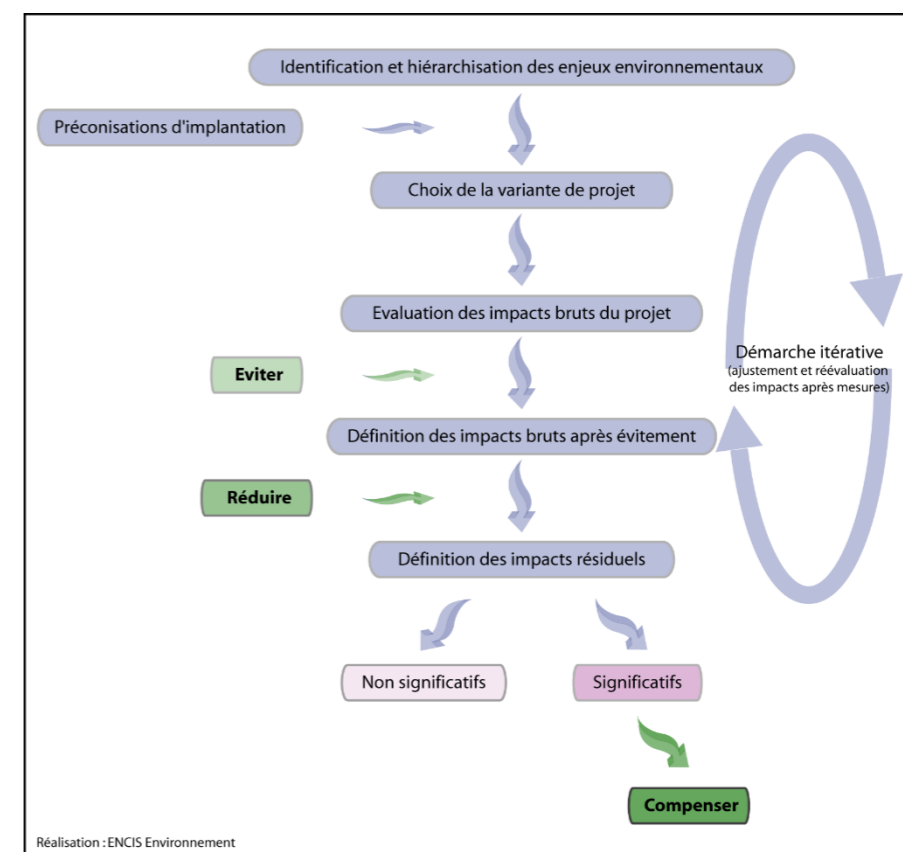 Identification et hiérarchisation des enjeux environnementaux
Préconisations d'implantation
Choix de la variante de projet
Evaluation des impacts bruts du projet
Démarche itérative
(ajustement et réévaluation
des impacts après mesures)
Eviter
Définition des impacts bruts après évitement
Réduire
Définition des impacts résiduels
Non significatifs
Significatifs
Compenser
Réalisation : ENCIS Environnement